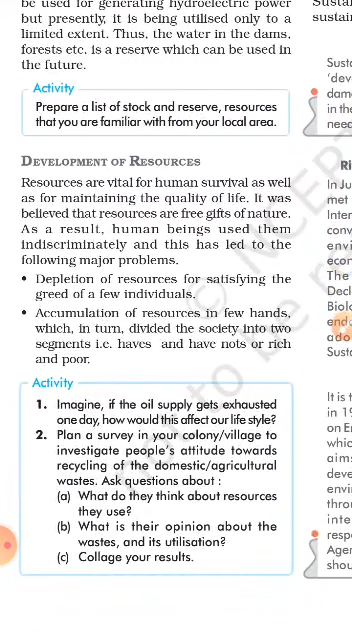 be used for generating hydroelectric power
but presently, it is being utilised only to a
limited extent. Thus, the water in the dams,
forests etc. is a reserve which can be used in
the future.
Activity
Prepare a list of stock and reserve, resources
that you are familiar with from your local area.
DEVELOPMENT OF RESOURCES
Resources are vital for human survival as well
as for maintaining the quality of life. It was
believed that resources are free gifts of nature.
As a result, human beings used them
indiscriminately and this has led to the
following major problems.
• Depletion of resources for satisfying the
greed of a few individuals.
• Accumulation of resources in few hands,
which, in turn, divided the society into two
segments i.e. haves and have nots or rich
and poor.
Activity
1. Imagine, if the oil supply gets exhausted
one day, how would this affect our life style?
2. Plan a survey in your colony/village to
investigate people's attitude towards
recycling of the domestic/agricultural
wastes. Ask questions about :
(a) What do they think about resources
they use?
(b) What is their opinion about the
wastes, and its utilisation?
(c) Collage your results.
sustain
Susta
'deve
dam
in the
need
Ri
In Ju
met
Inter
conv
envi
econ
The
Decl
Biolo
endo
ado
Susta
It is t
in 19
on En
whic
aims
deve
envi
throu
inte
respo
Agen
shou